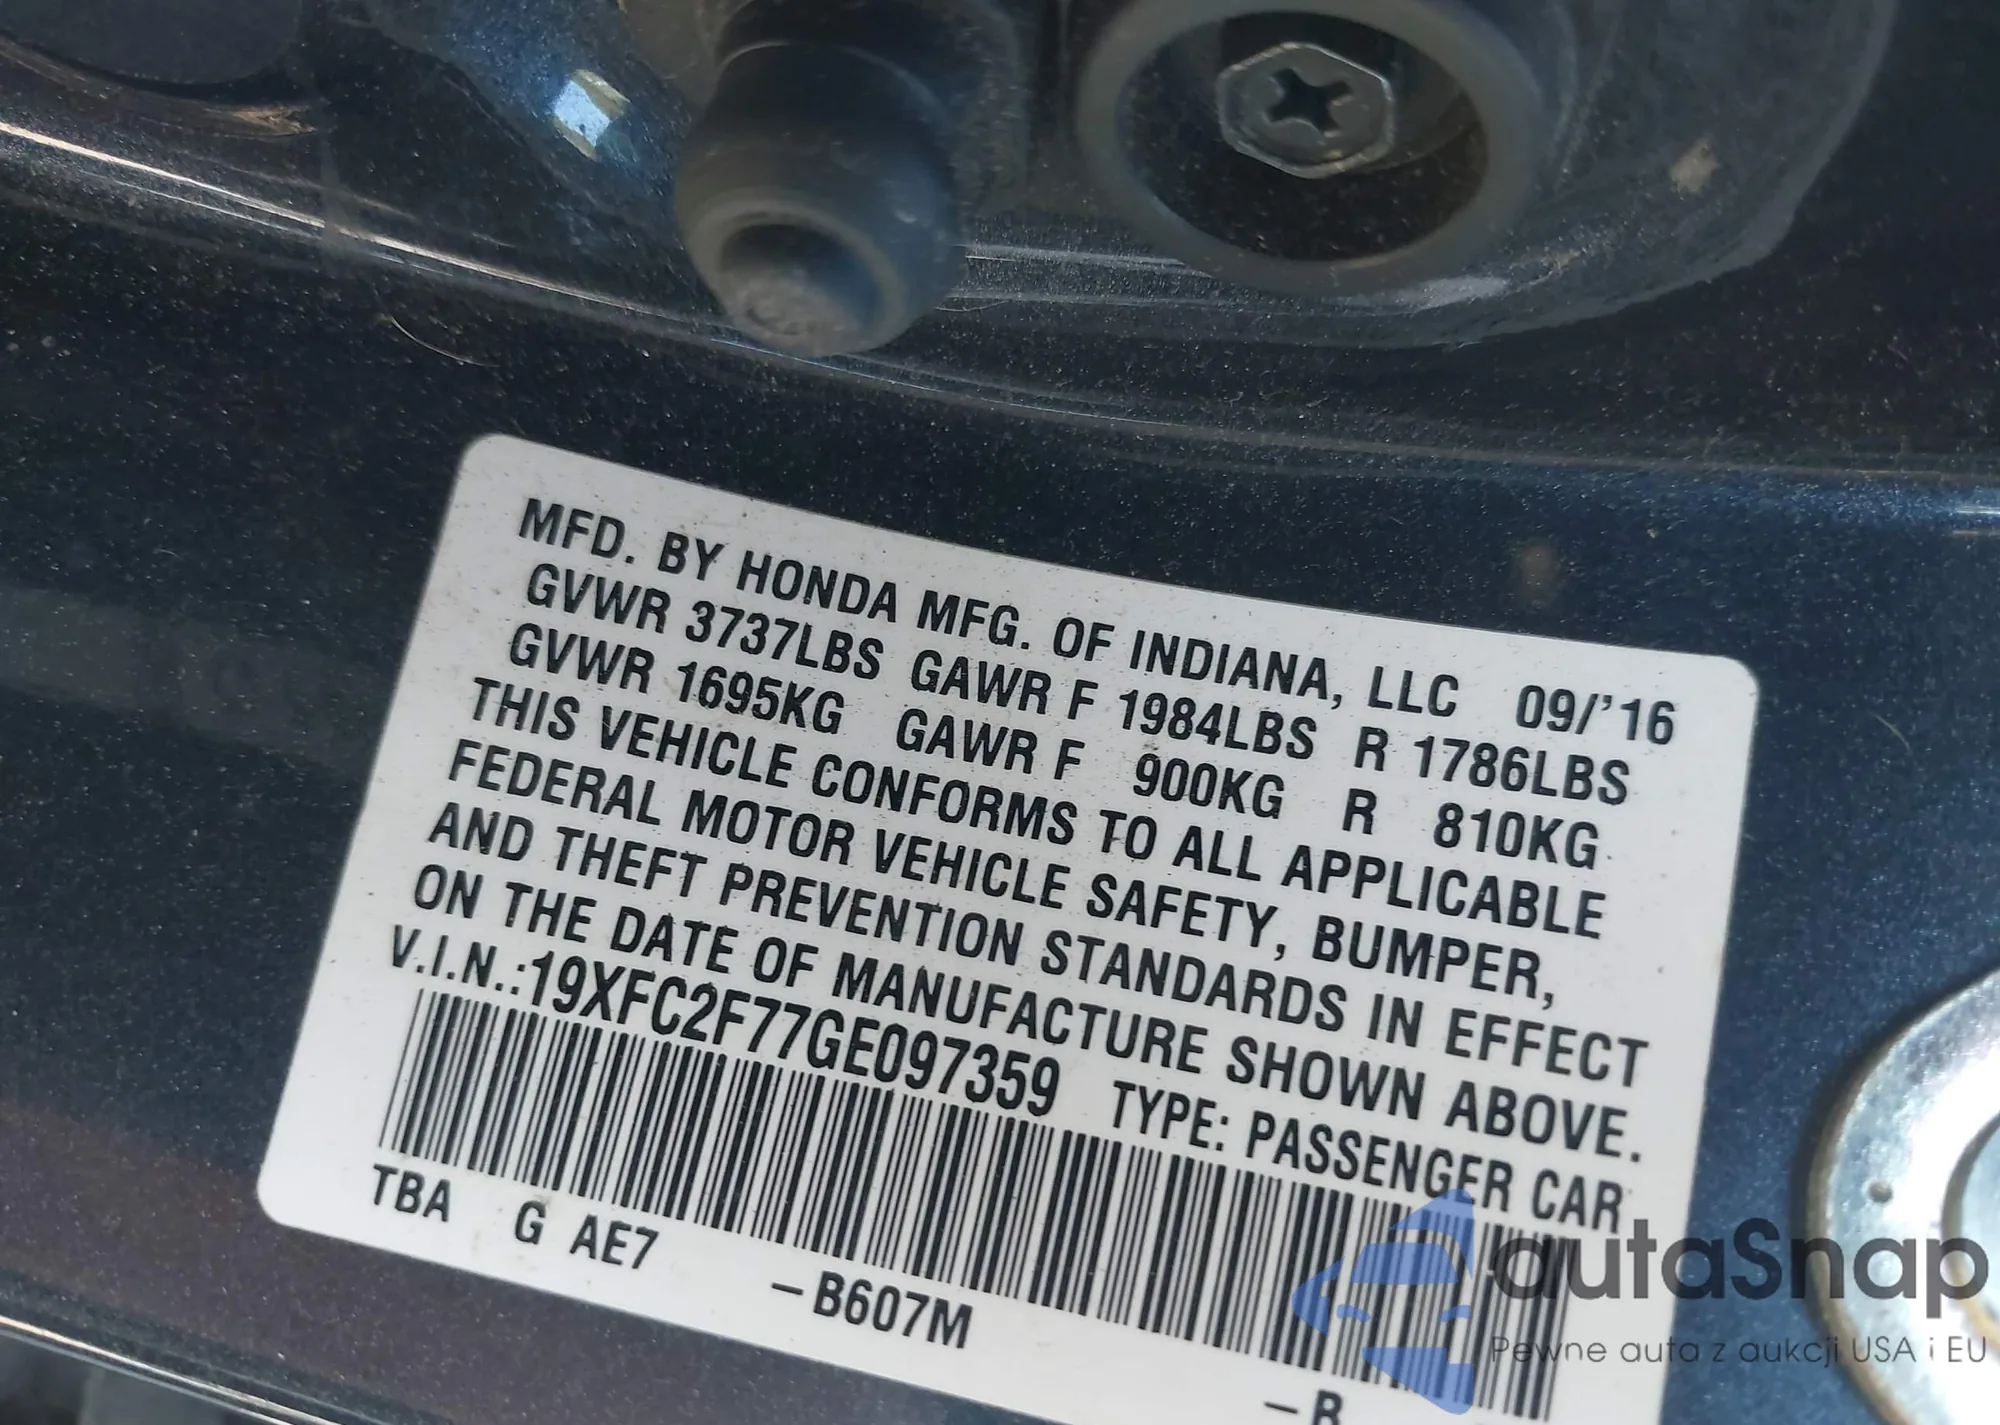 MFD. BY HONDA MFG. OF INDIANA, LLC 09/'16
GVWR 3737LBS GAWR F 1984LBS R 1786LBS
GVWR 1695KG GAWR F 900KG R 810KG
THIS VEHICLE CONFORMS TO ALL APPLICABLE
FEDERAL MOTOR VEHICLE SAFETY, BUMPER,
AND THEFT PREVENTION STANDARDS IN EFFECT
ON THE DATE OF MANUFACTURE SHOWN ABOVE.
V.I.N.:19XFC2F77GE097359 TYPE: PASSENGER CAR
TBA G AE7
–B607M
–B
autaSnap
Pewne auta z aukcji USA i EU